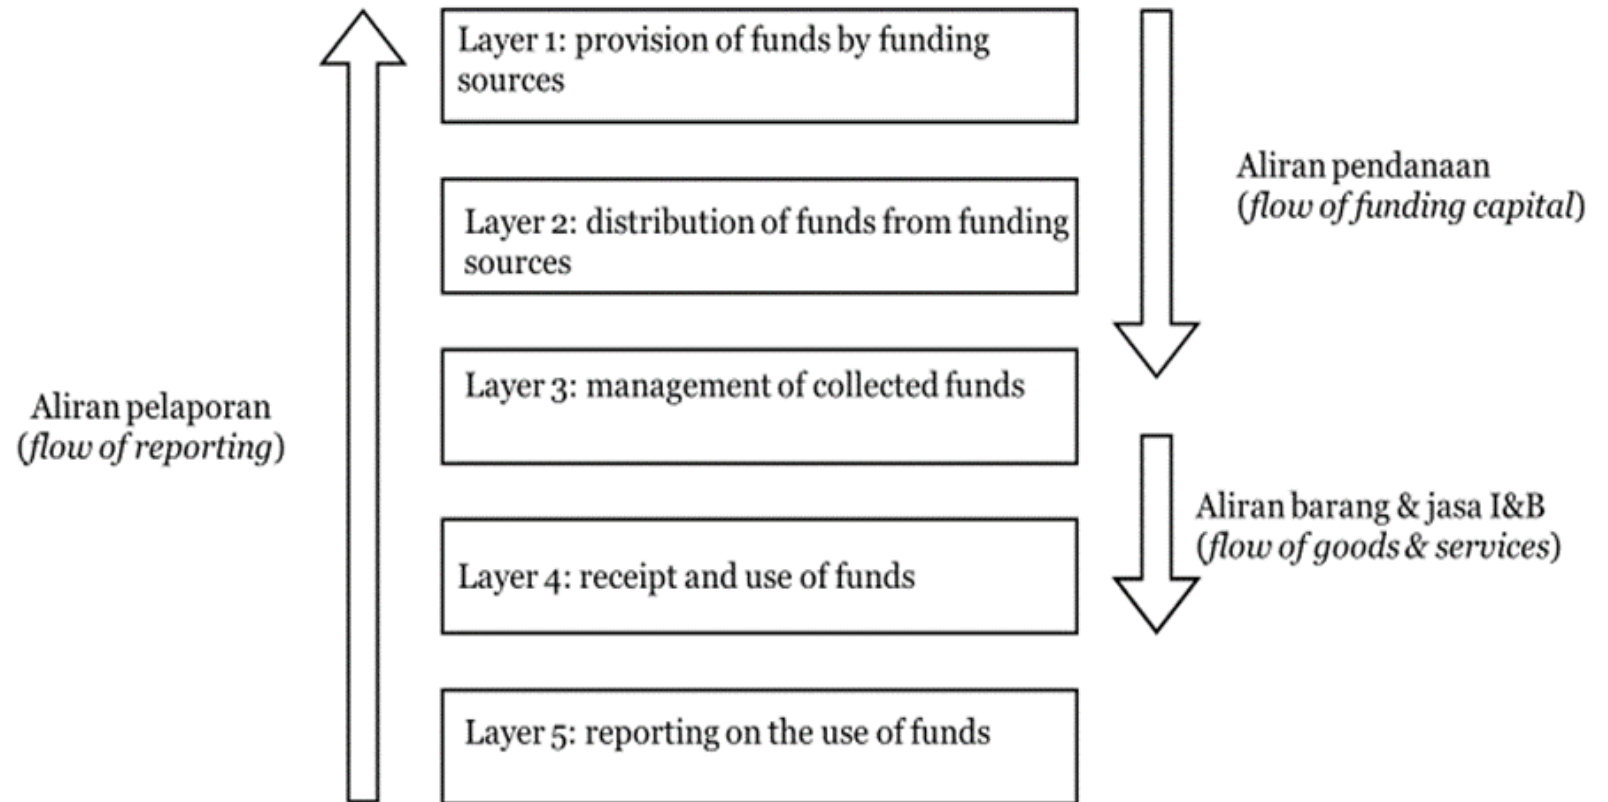 Layer 1: provision of funds by funding
sources
Layer 2: distribution of funds from funding
sources
Layer 3: management of collected funds
Layer 4: receipt and use of funds
Layer 5: reporting on the use of funds
Aliran pelaporan
(flow of reporting)
Aliran pendanaan
(flow of funding capital)
Aliran barang & jasa I&B
(flow of goods & services)